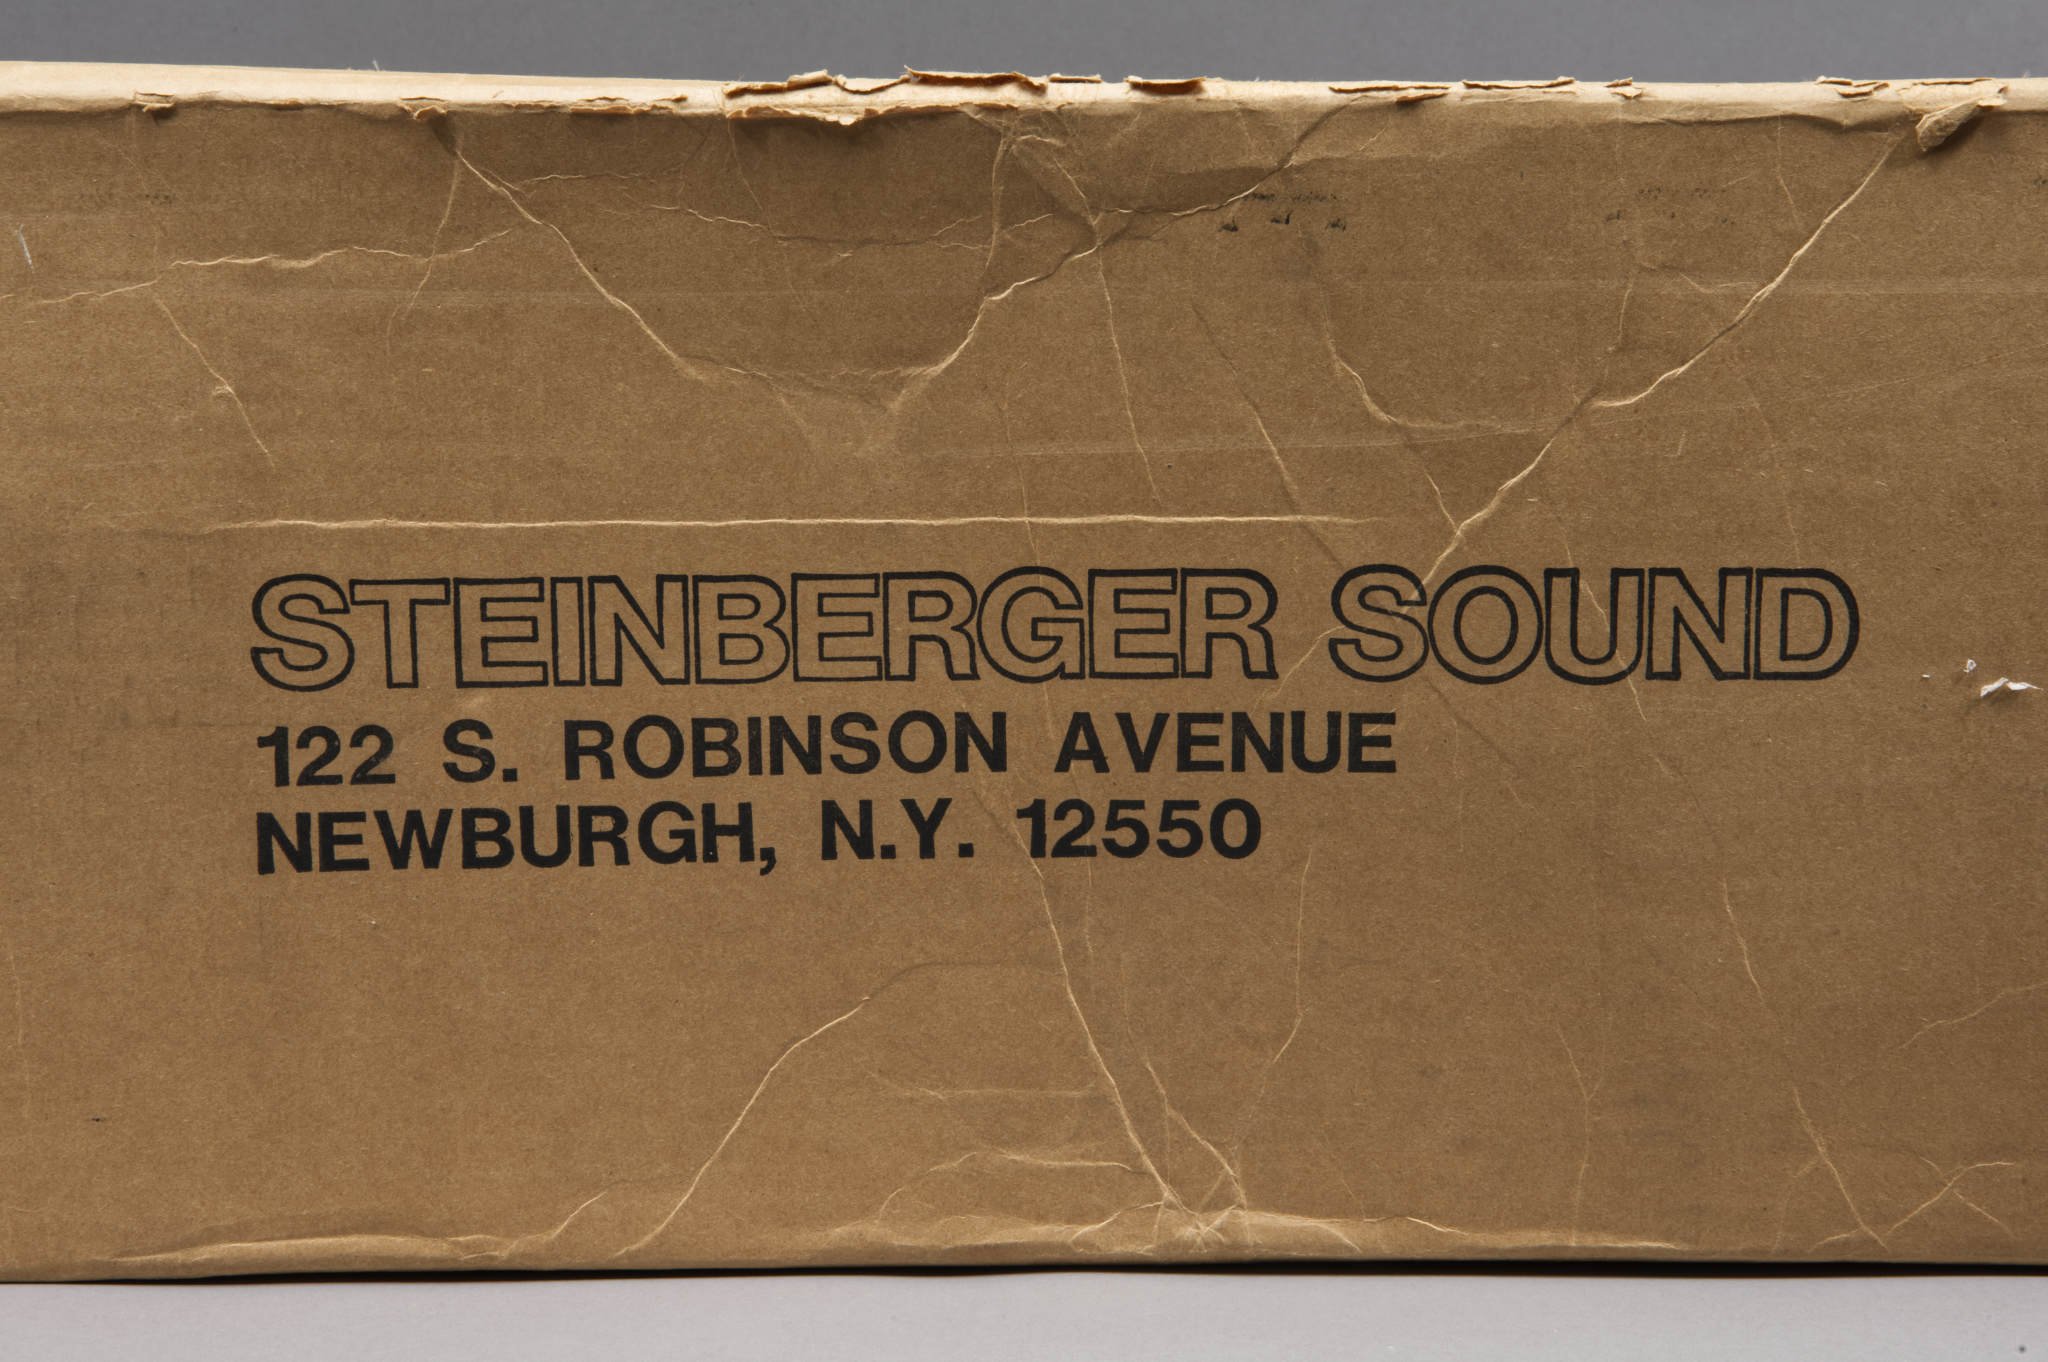 STEINBERGER SOUND
122 S. ROBINSON AVENUE
NEWBURGH, N.Y. 12550